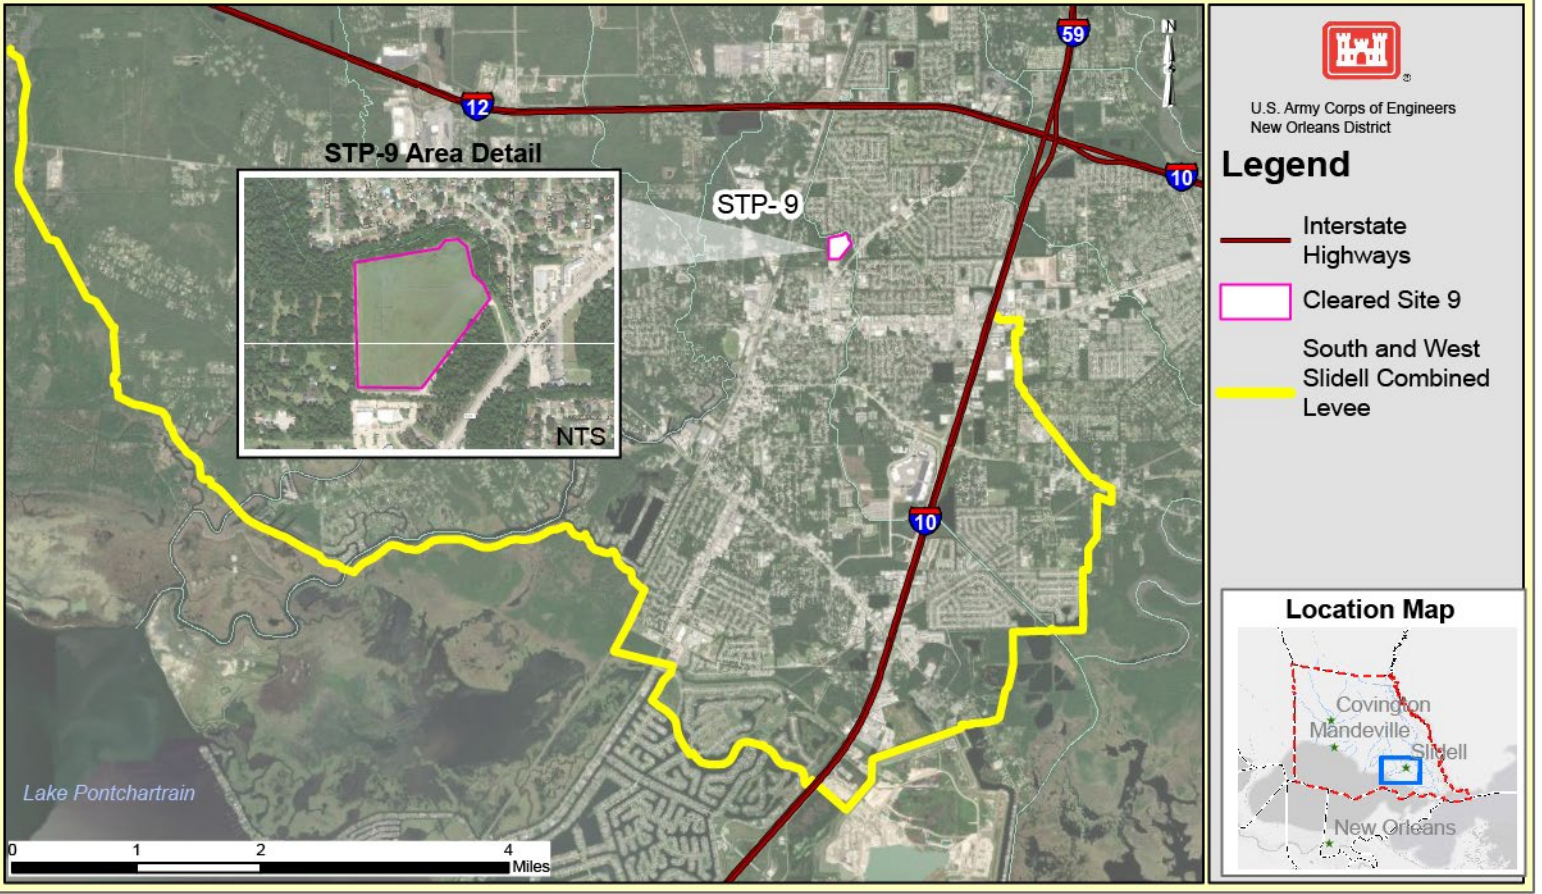 59
12
10
N
STP-9 Area Detail
STP-9
NTS
10
Lake Pontchartrain
0 1 2 4
Miles
®
U.S. Army Corps of Engineers
New Orleans District
Legend
Interstate
Highways
Cleared Site 9
South and West
Slidell Combined
Levee
Location Map
Covington
Mandeville
Slidell
New Orleans